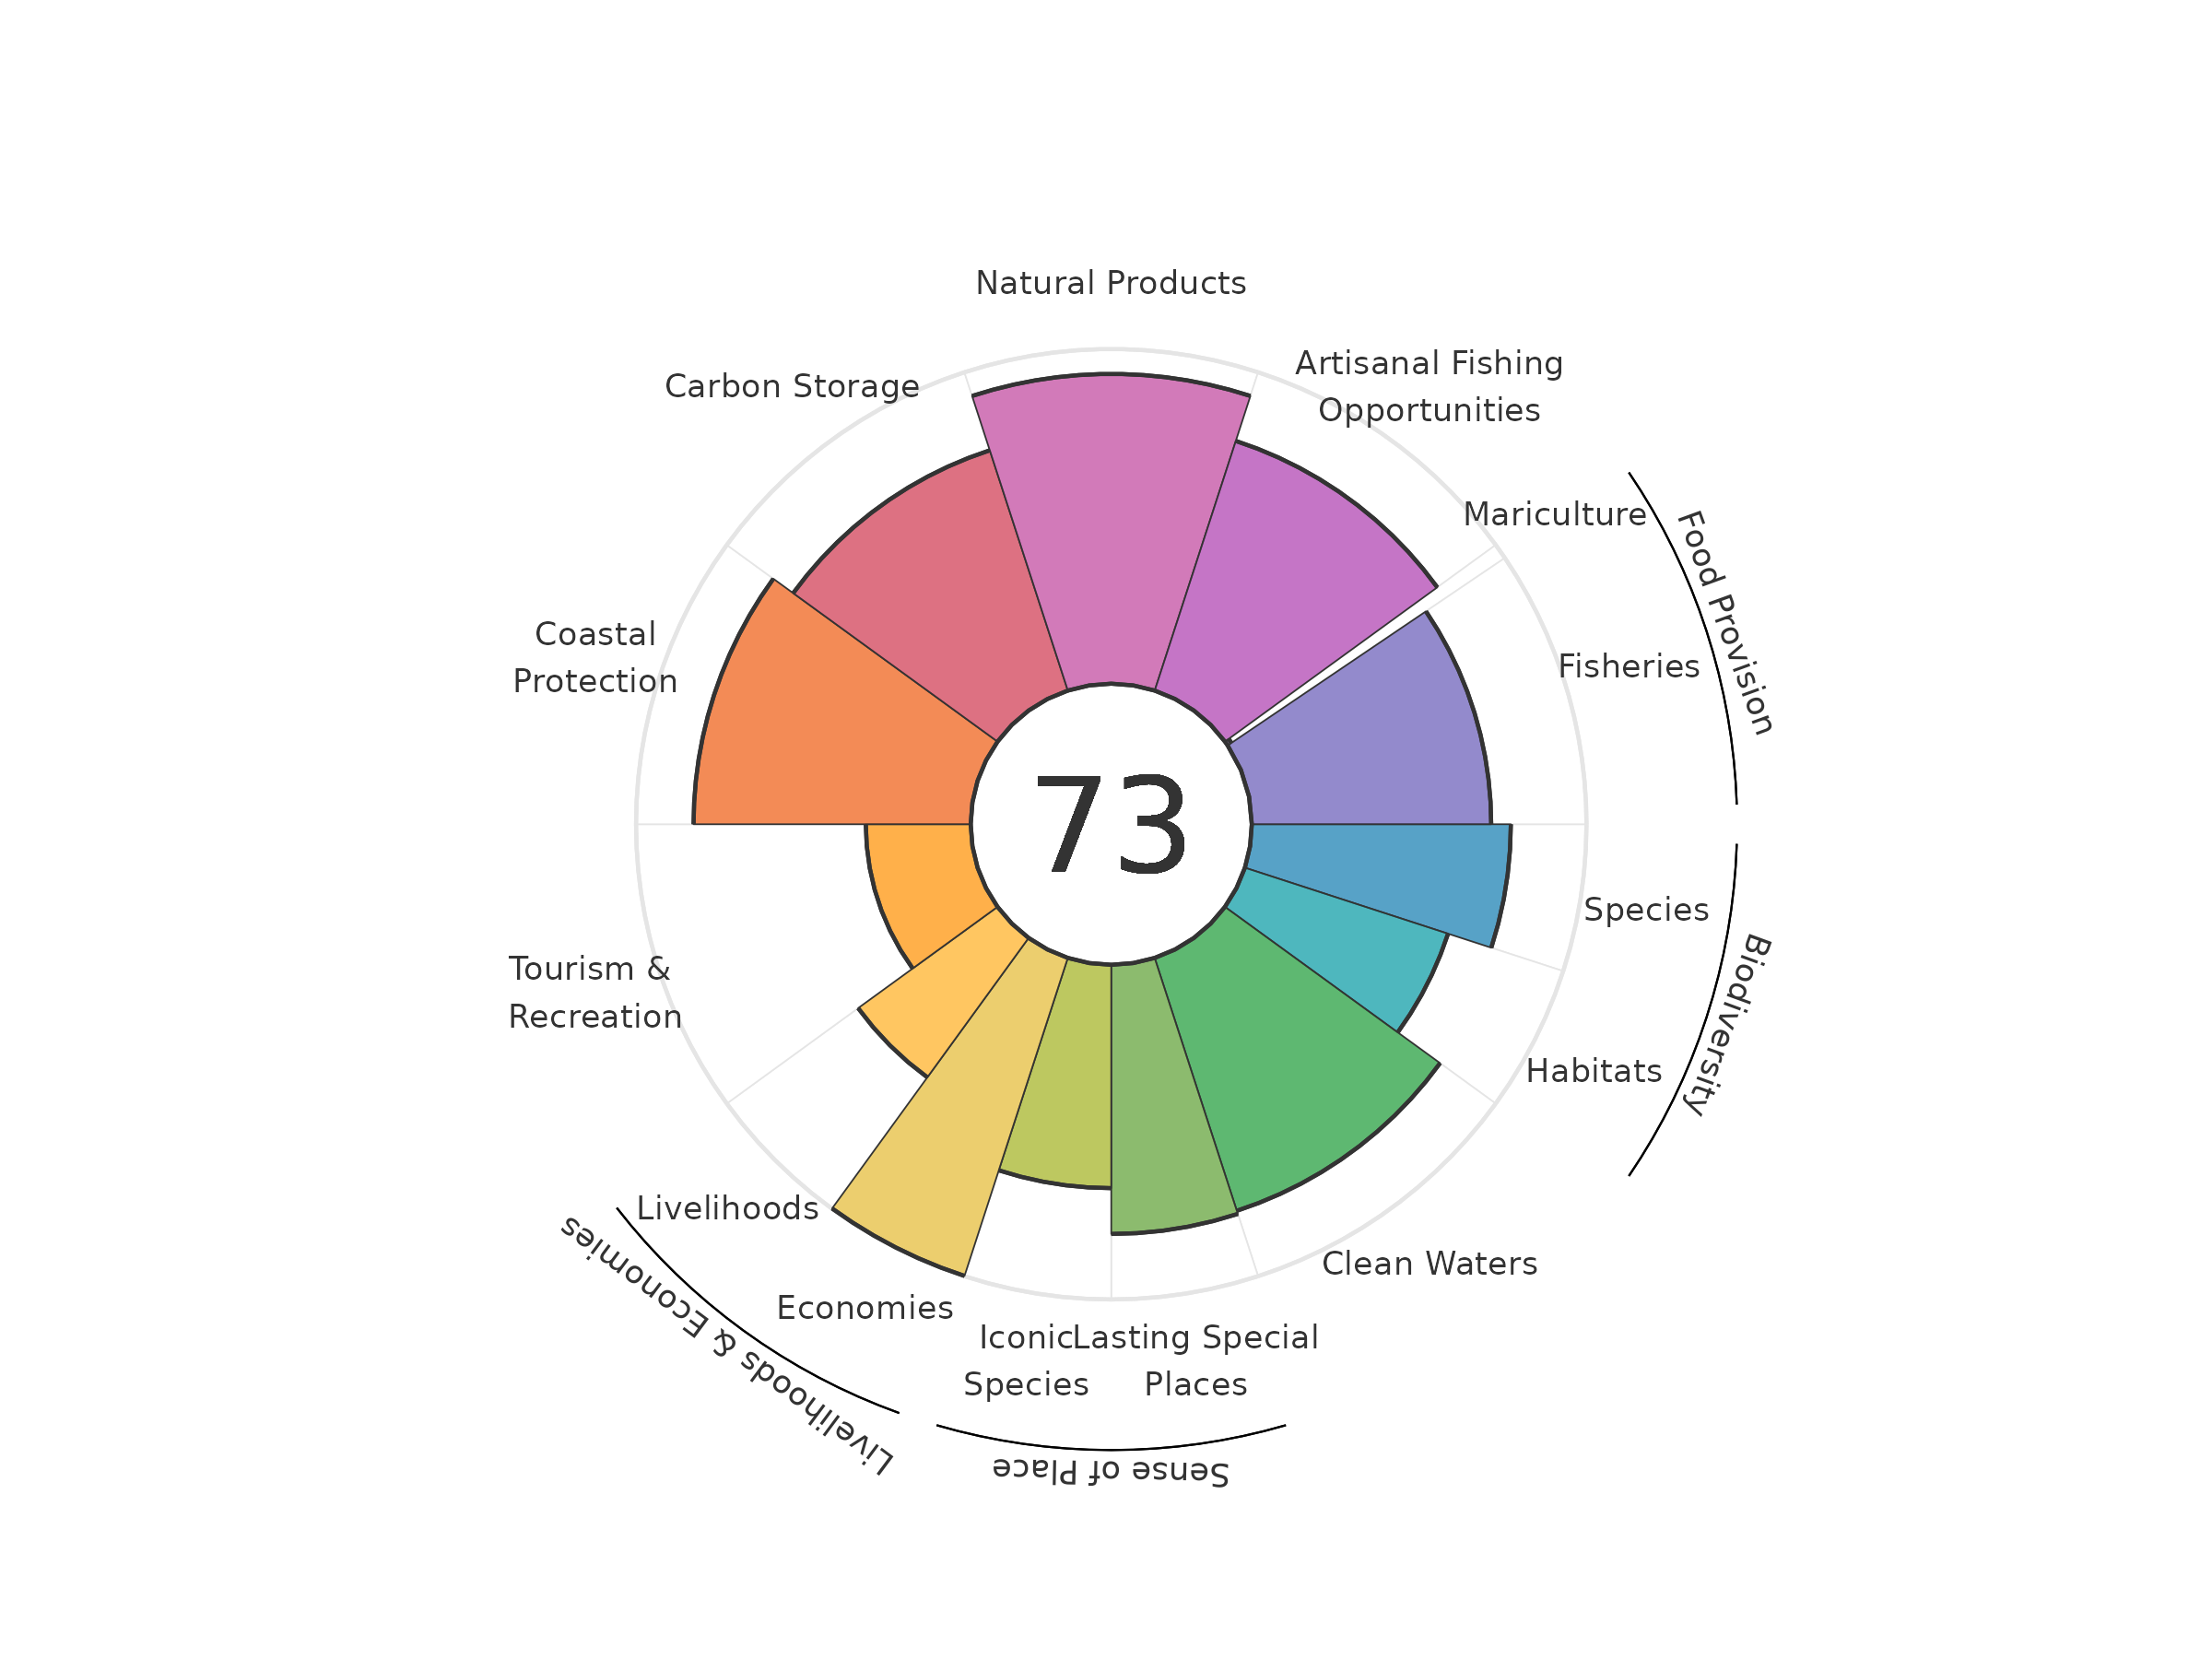 Natural Products
Artisanal Fishing
Opportunities
Carbon Storage
Mariculture
Food Provision
Coastal
Protection
Fisheries
73
Species
Biodiversity
Tourism &
Recreation
Habitats
Livelihoods
Clean Waters
Economies
Livelihoods & Economies
Iconic
Species
Lasting Special
Places
Sense of Place